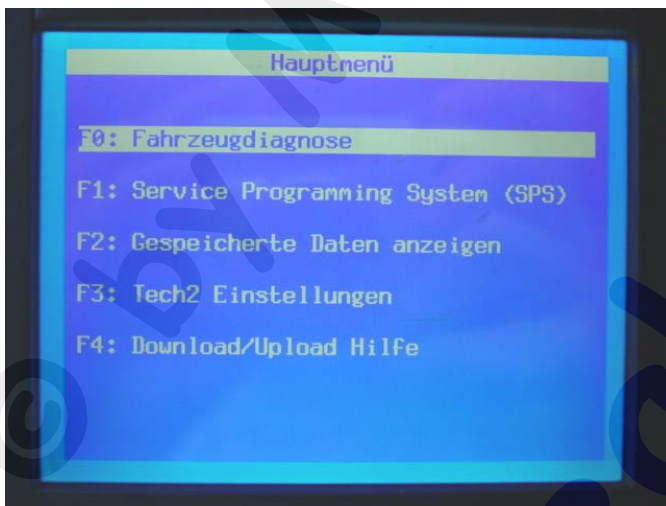 Hauptmenü
F0: Fahrzeugdiagnose
F1: Service Programming System (SPS)
F2: Gespeicherte Daten anzeigen
F3: Tech2 Einstellungen
F4: Download/Upload Hilfe
© by M